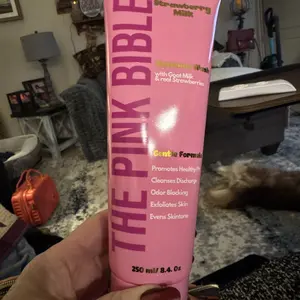 Strawberry
Milk
THE PINK BIBLE
with Goat Milk
& real Strawberries
Gentle Formula
Promotes Healthy
Cleanses Discharge
Odor Blocking
Exfoliates Skin
Evens Skintone
250 ml/ 8.4. Oz